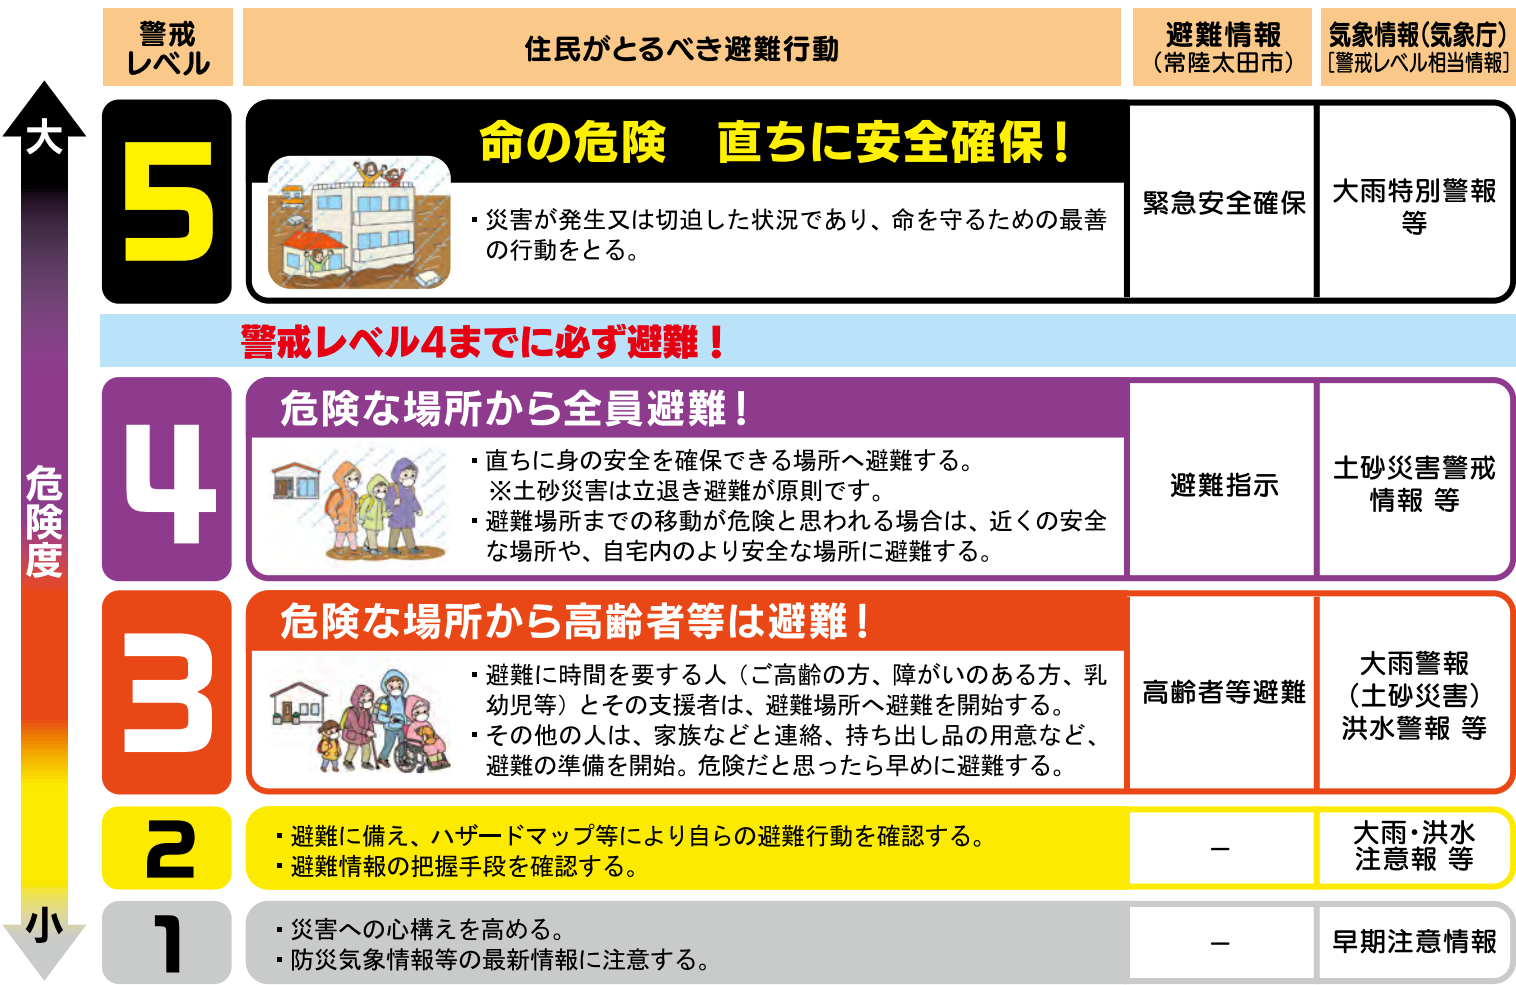 警戒
レベル
住民がとるべき避難行動
避難情報
（常陸太田市）
気象情報（気象庁）
［警戒レベル相当情報］
大
危険度
小
5
命の危険　直ちに安全確保！
・災害が発生又は切迫した状況であり、命を守るための最善
の行動をとる。
緊急安全確保
大雨特別警報
等
警戒レベル4までに必ず避難！
4
危険な場所から全員避難！
・直ちに身の安全を確保できる場所へ避難する。
※土砂災害は立退き避難が原則です。
・避難場所までの移動が危険と思われる場合は、近くの安全
な場所や、自宅内のより安全な場所に避難する。
避難指示
土砂災害警戒
情報 等
3
危険な場所から高齢者等は避難！
・避難に時間を要する人（ご高齢の方、障がいのある方、乳
幼児等）とその支援者は、避難場所へ避難を開始する。
・その他の人は、家族などと連絡、持ち出し品の用意など、
避難の準備を開始。危険だと思ったら早めに避難する。
高齢者等避難
大雨警報
（土砂災害）
洪水警報 等
2
・避難に備え、ハザードマップ等により自らの避難行動を確認する。
・避難情報の把握手段を確認する。
－
大雨・洪水
注意報 等
1
・災害への心構えを高める。
・防災気象情報等の最新情報に注意する。
－
早期注意情報